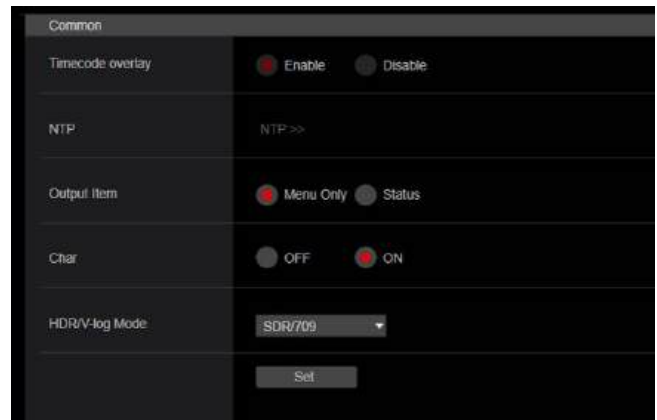 Common
Timecode overlay
Enable Disable
NTP
NTP>>
Output Item
Menu Only Status
Char
OFF ON
HDR/V-log Mode
SDR/709
Set